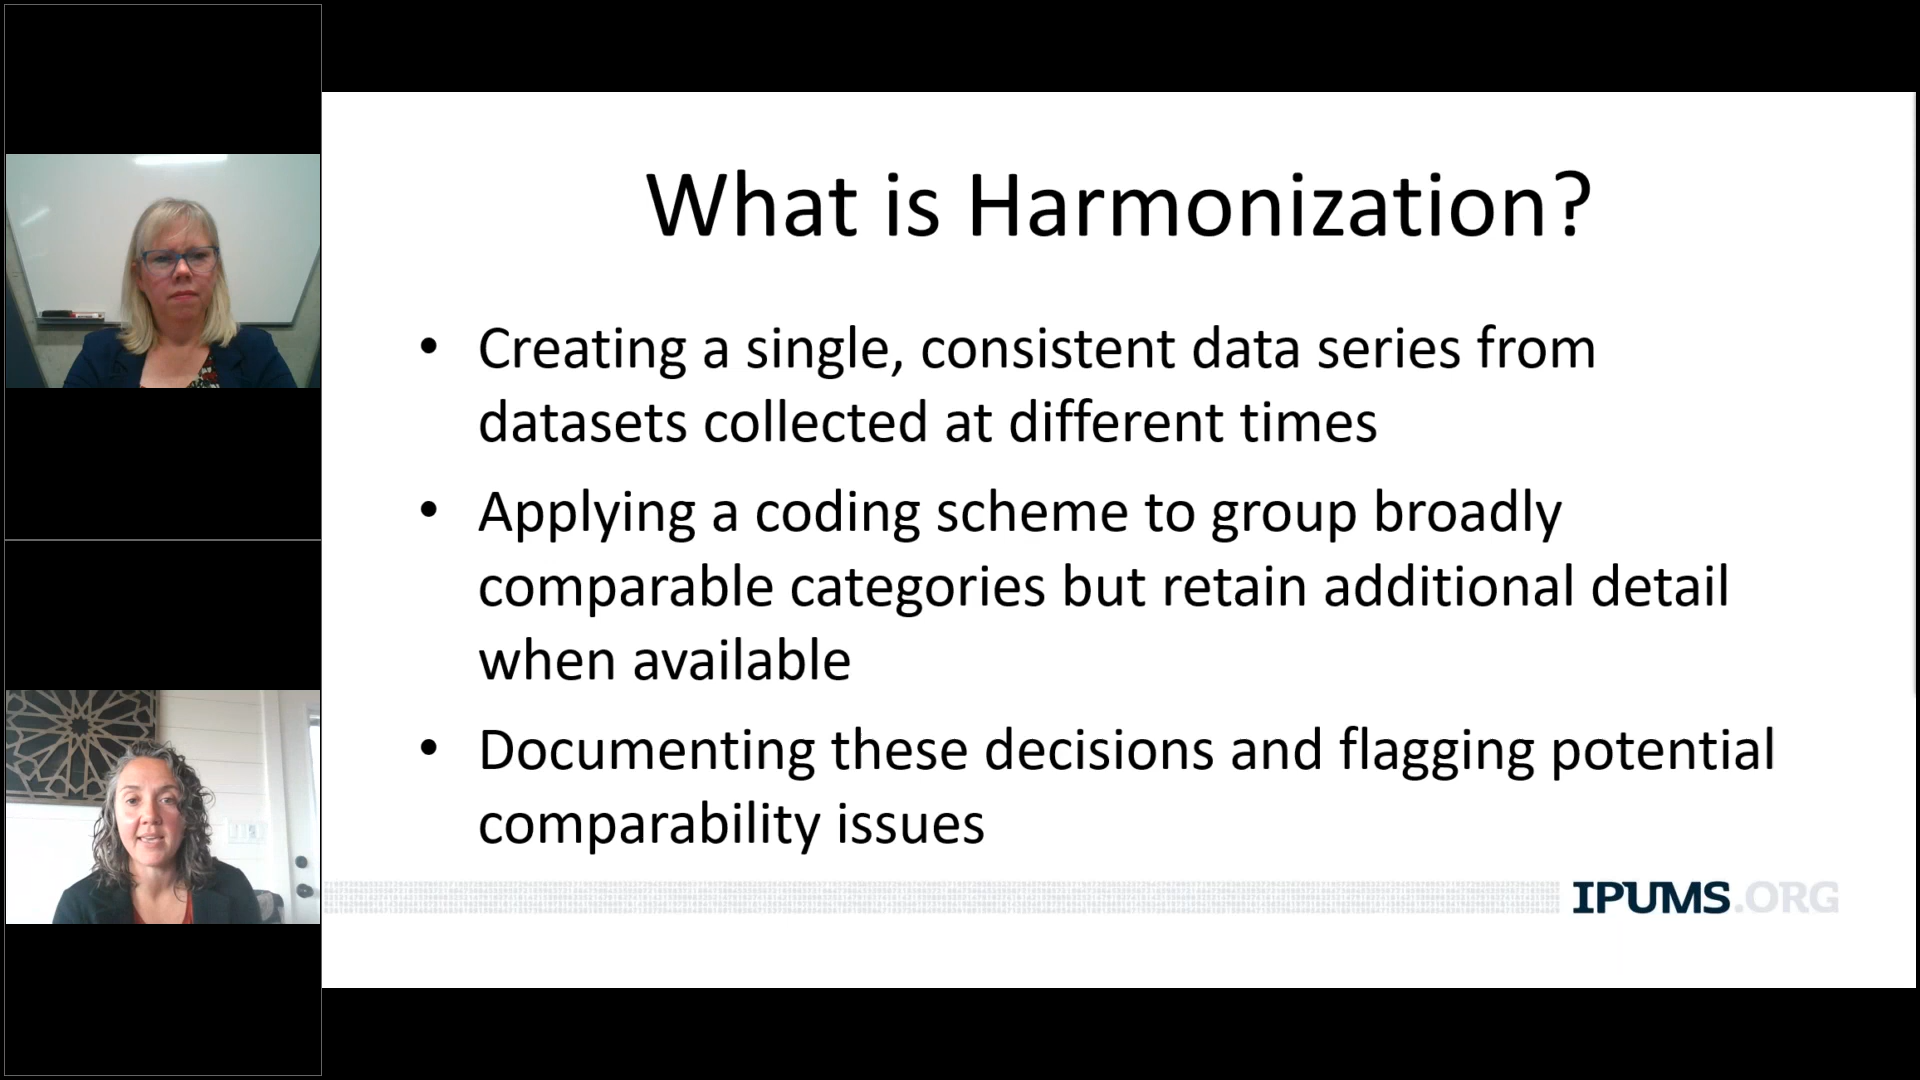 What is Harmonization?
• Creating a single, consistent data series from
datasets collected at different times
• Applying a coding scheme to group broadly
comparable categories but retain additional detail
when available
• Documenting these decisions and flagging potential
comparability issues
IPUMS.ORG